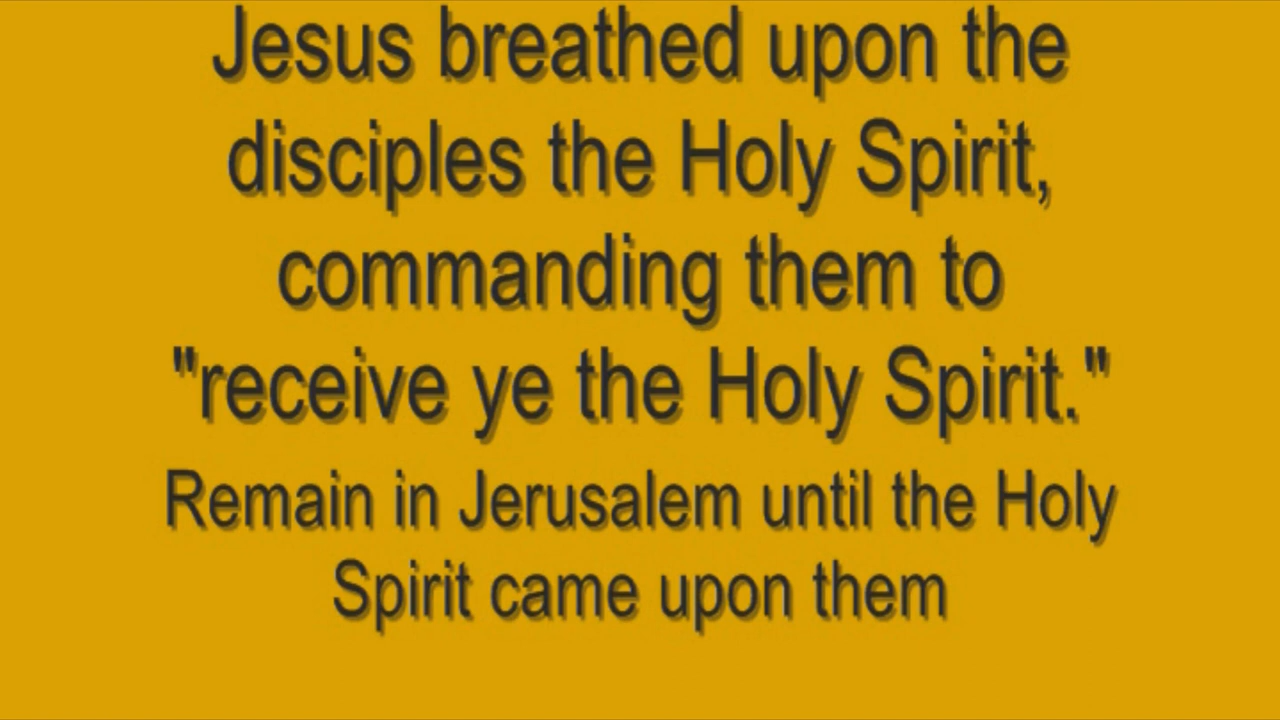 Jesus breathed upon the
disciples the Holy Spirit,
commanding them to
"receive ye the Holy Spirit."
Remain in Jerusalem until the Holy
Spirit came upon them